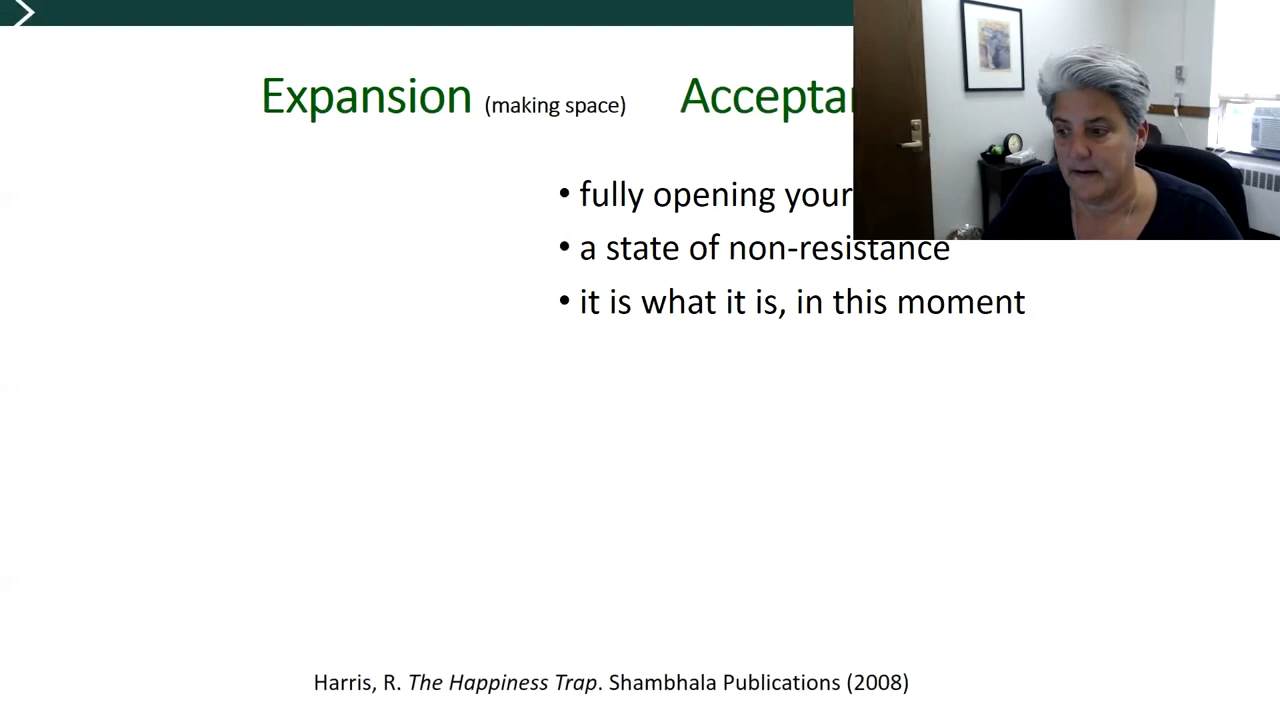 Expansion (making space) Accepta
• fully opening your
• a state of non-resistance
• it is what it is, in this moment
Harris, R. The Happiness Trap. Shambhala Publications (2008)